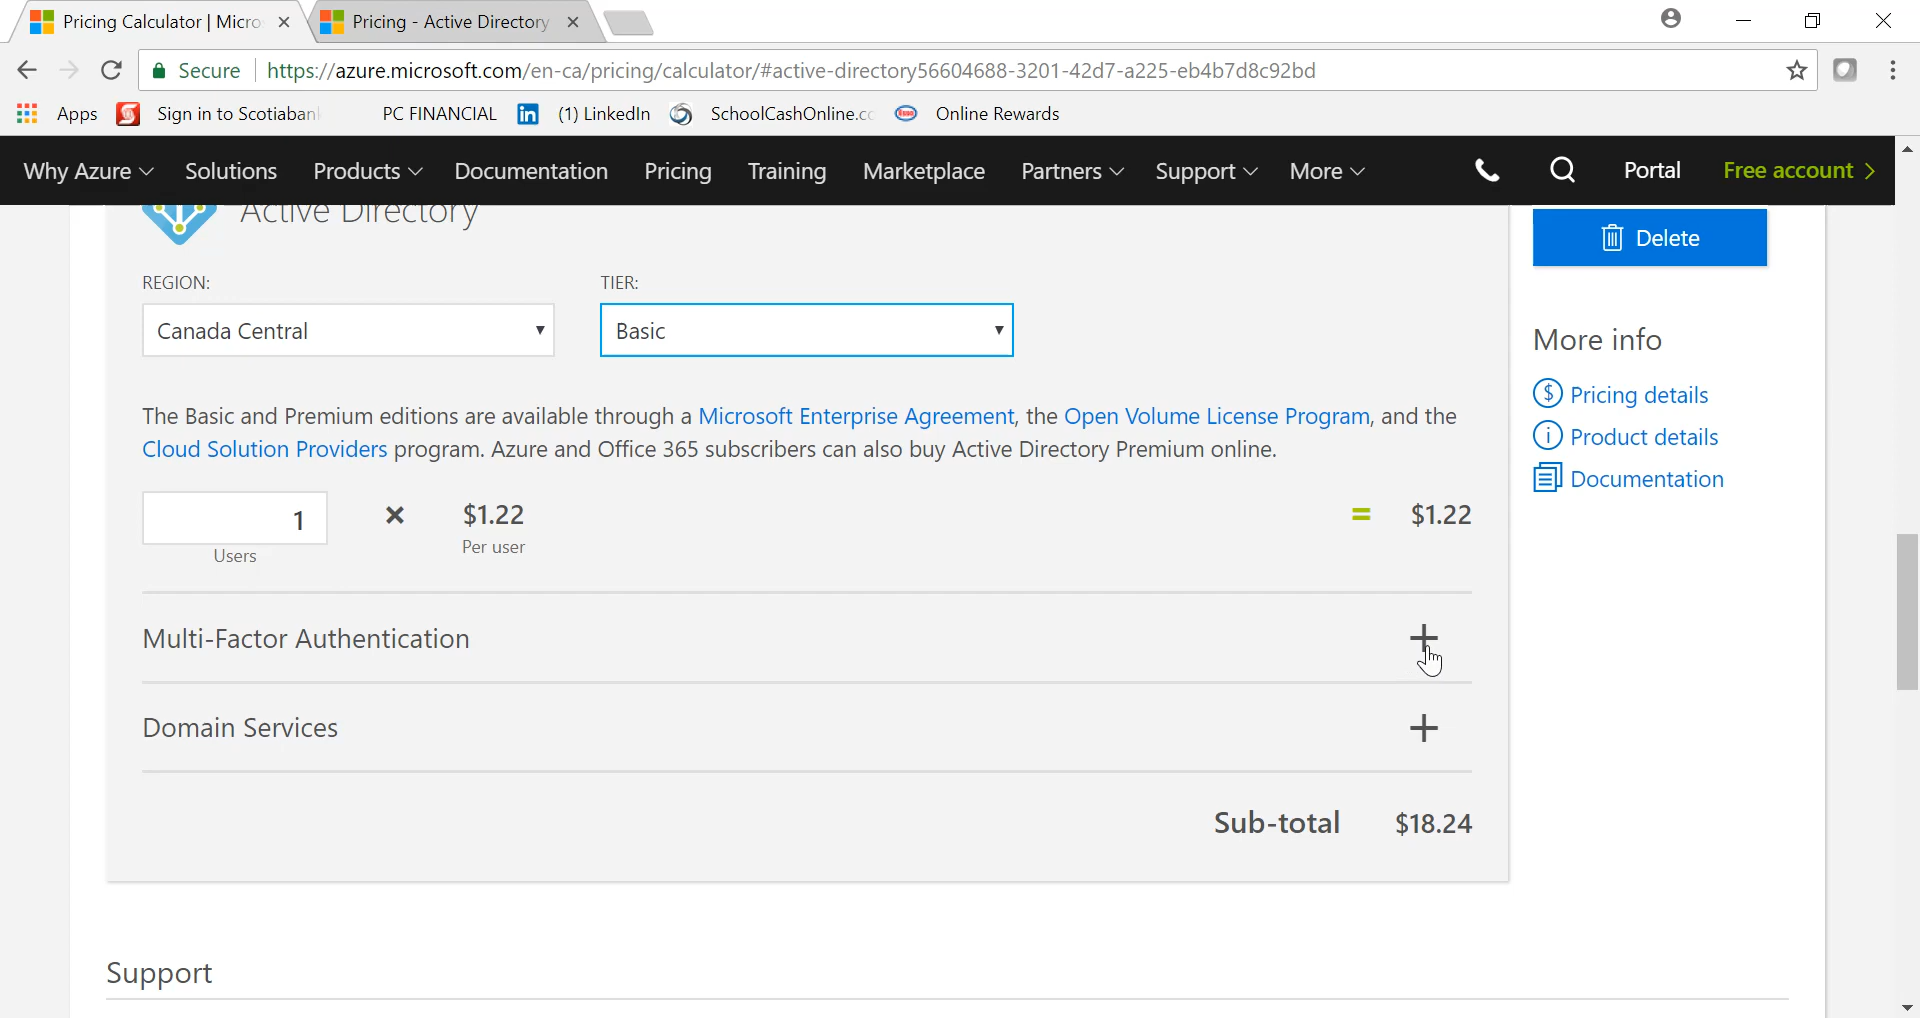 Pricing Calculator | Micro
Pricing - Active Directory
Secure https://azure.microsoft.com/en-ca/pricing/calculator/#active-directory56604688-3201-42d7-a225-eb4b7d8c92bd
Apps Sign in to Scotiaban PC FINANCIAL (1) LinkedIn SchoolCashOnline.cc Online Rewards
Why Azure Solutions Products Documentation Pricing Training Marketplace Partners Support More Portal Free account >
Active Directory
Delete
REGION: TIER:
Canada Central Basic
More info
Pricing details
Product details
Documentation
The Basic and Premium editions are available through a Microsoft Enterprise Agreement, the Open Volume License Program, and the
Cloud Solution Providers program. Azure and Office 365 subscribers can also buy Active Directory Premium online.
1 × $1.22 = $1.22
Users Per user
Multi-Factor Authentication +
Domain Services +
Sub-total $18.24
Support